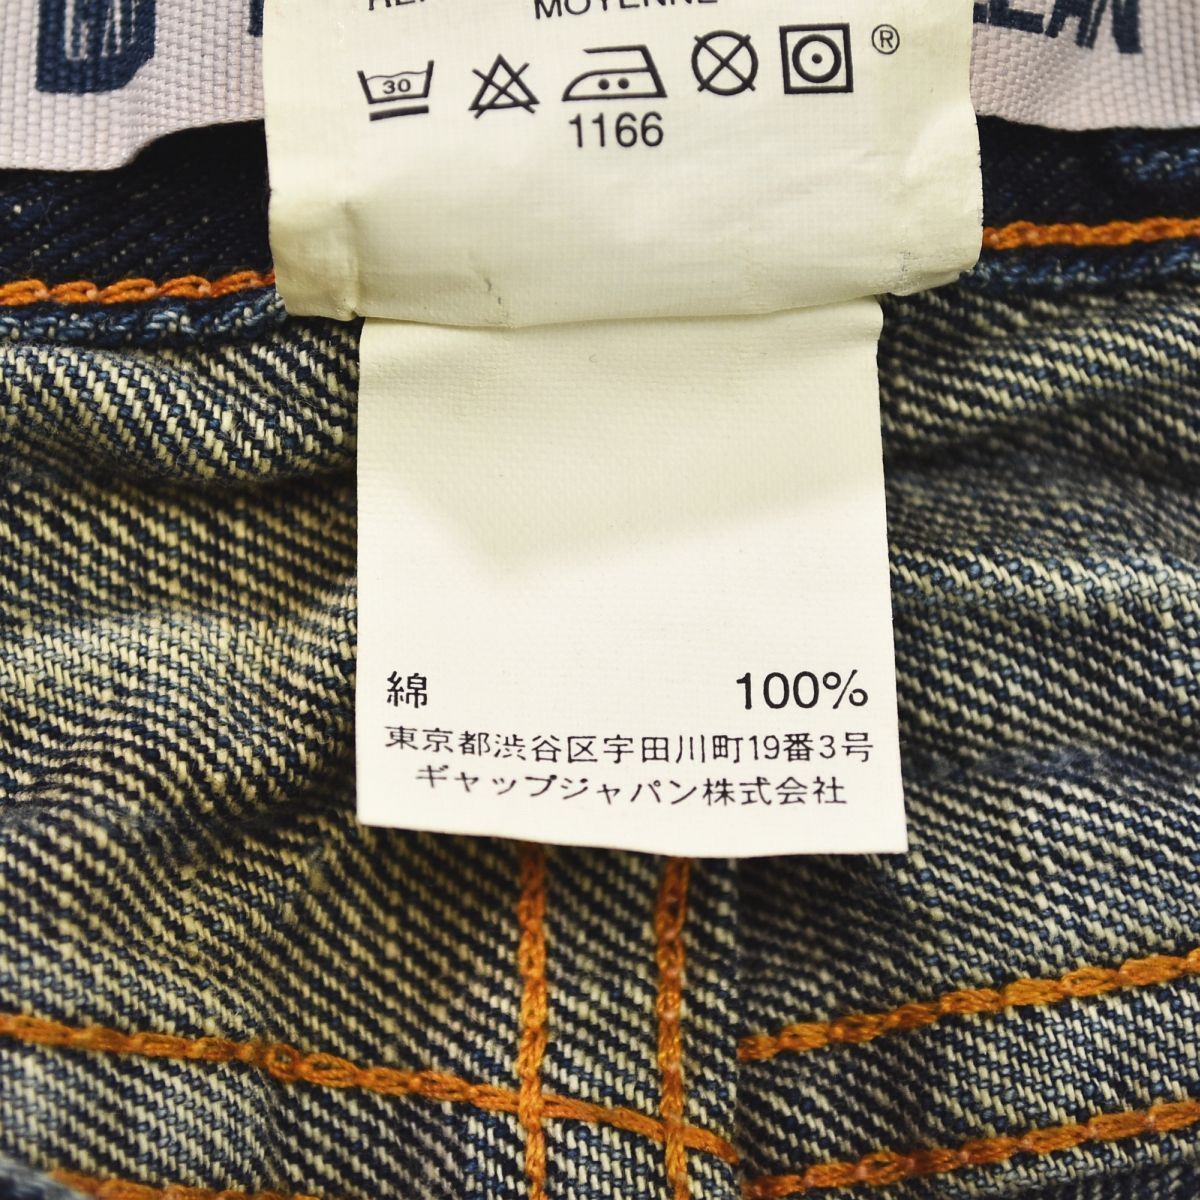 MOYENNE
30
®
1166
綿 100%
東京都渋谷区宇田川町19番3号
ギャップジャパン株式会社